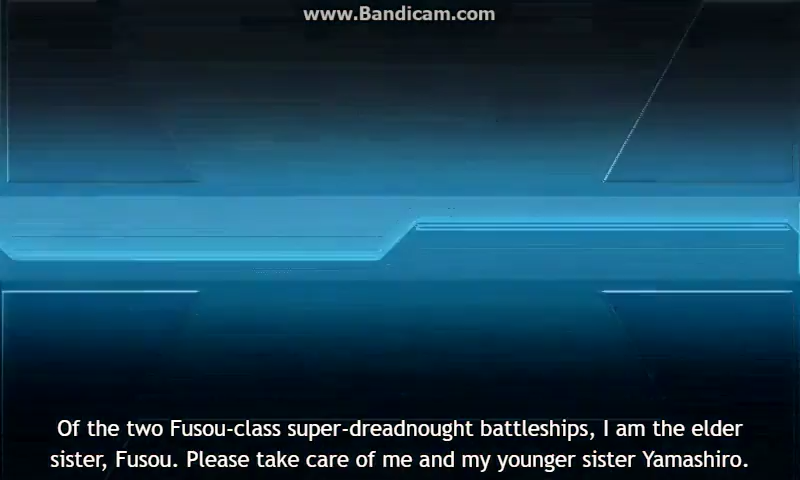 www.Bandicam.com
Of the two Fusou-class super-dreadnought battleships, I am the elder
sister, Fusou. Please take care of me and my younger sister Yamashiro.